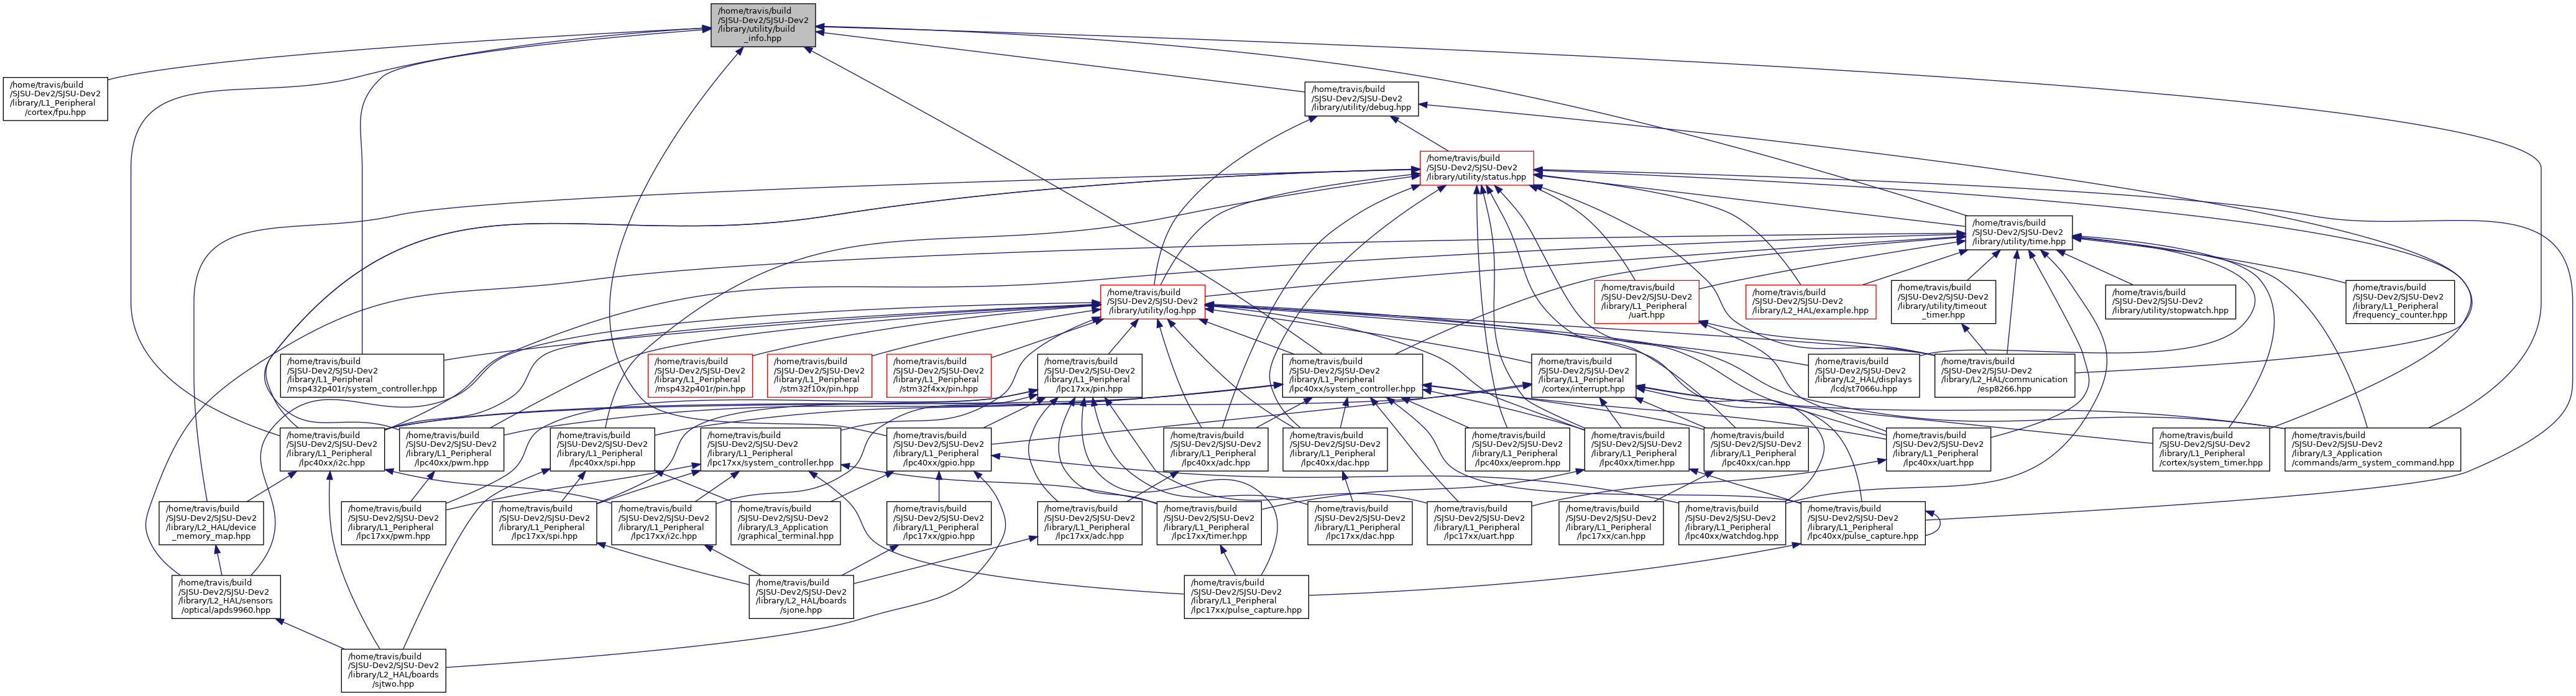 /home/travis/build
/SJSU-Dev2/SJSU-Dev2
/library/utility/build
_info.hpp
/home/travis/build
/SJSU-Dev2/SJSU-Dev2
/library/L1_Peripheral
/cortex/fpu.hpp
/home/travis/build
/SJSU-Dev2/SJSU-Dev2
/library/utility/debug.hpp
/home/travis/build
/SJSU-Dev2/SJSU-Dev2
/library/utility/status.hpp
/home/travis/build
/SJSU-Dev2/SJSU-Dev2
/library/utility/time.hpp
/home/travis/build
/SJSU-Dev2/SJSU-Dev2
/library/utility/log.hpp
/home/travis/build
/SJSU-Dev2/SJSU-Dev2
/library/L1_Peripheral
/uart.hpp
/home/travis/build
/SJSU-Dev2/SJSU-Dev2
/library/L2_HAL/example.hpp
/home/travis/build
/SJSU-Dev2/SJSU-Dev2
/library/utility/timeout
_timer.hpp
/home/travis/build
/SJSU-Dev2/SJSU-Dev2
/library/utility/stopwatch.hpp
/home/travis/build
/SJSU-Dev2/SJSU-Dev2
/library/L1_Peripheral
/frequency_counter.hpp
/home/travis/build
/SJSU-Dev2/SJSU-Dev2
/library/L1_Peripheral
/msp432p401r/system_controller.hpp
/home/travis/build
/SJSU-Dev2/SJSU-Dev2
/library/L1_Peripheral
/msp432p401r/pin.hpp
/home/travis/build
/SJSU-Dev2/SJSU-Dev2
/library/L1_Peripheral
/stm32f10x/pin.hpp
/home/travis/build
/SJSU-Dev2/SJSU-Dev2
/library/L1_Peripheral
/stm32f4xx/pin.hpp
/home/travis/build
/SJSU-Dev2/SJSU-Dev2
/library/L1_Peripheral
/lpc17xx/pin.hpp
/home/travis/build
/SJSU-Dev2/SJSU-Dev2
/library/L1_Peripheral
/lpc40xx/system_controller.hpp
/home/travis/build
/SJSU-Dev2/SJSU-Dev2
/library/L1_Peripheral
/cortex/interrupt.hpp
/home/travis/build
/SJSU-Dev2/SJSU-Dev2
/library/L2_HAL/displays
/lcd/st7066u.hpp
/home/travis/build
/SJSU-Dev2/SJSU-Dev2
/library/L2_HAL/communication
/esp8266.hpp
/home/travis/build
/SJSU-Dev2/SJSU-Dev2
/library/L1_Peripheral
/lpc40xx/i2c.hpp
/home/travis/build
/SJSU-Dev2/SJSU-Dev2
/library/L1_Peripheral
/lpc40xx/pwm.hpp
/home/travis/build
/SJSU-Dev2/SJSU-Dev2
/library/L1_Peripheral
/lpc40xx/spi.hpp
/home/travis/build
/SJSU-Dev2/SJSU-Dev2
/library/L1_Peripheral
/lpc17xx/system_controller.hpp
/home/travis/build
/SJSU-Dev2/SJSU-Dev2
/library/L1_Peripheral
/lpc40xx/gpio.hpp
/home/travis/build
/SJSU-Dev2/SJSU-Dev2
/library/L1_Peripheral
/lpc40xx/adc.hpp
/home/travis/build
/SJSU-Dev2/SJSU-Dev2
/library/L1_Peripheral
/lpc40xx/dac.hpp
/home/travis/build
/SJSU-Dev2/SJSU-Dev2
/library/L1_Peripheral
/lpc40xx/eeprom.hpp
/home/travis/build
/SJSU-Dev2/SJSU-Dev2
/library/L1_Peripheral
/lpc40xx/timer.hpp
/home/travis/build
/SJSU-Dev2/SJSU-Dev2
/library/L1_Peripheral
/lpc40xx/can.hpp
/home/travis/build
/SJSU-Dev2/SJSU-Dev2
/library/L1_Peripheral
/lpc40xx/uart.hpp
/home/travis/build
/SJSU-Dev2/SJSU-Dev2
/library/L1_Peripheral
/cortex/system_timer.hpp
/home/travis/build
/SJSU-Dev2/SJSU-Dev2
/library/L3_Application
/commands/arm_system_command.hpp
/home/travis/build
/SJSU-Dev2/SJSU-Dev2
/library/L2_HAL/device
_memory_map.hpp
/home/travis/build
/SJSU-Dev2/SJSU-Dev2
/library/L1_Peripheral
/lpc17xx/pwm.hpp
/home/travis/build
/SJSU-Dev2/SJSU-Dev2
/library/L1_Peripheral
/lpc17xx/spi.hpp
/home/travis/build
/SJSU-Dev2/SJSU-Dev2
/library/L1_Peripheral
/lpc17xx/i2c.hpp
/home/travis/build
/SJSU-Dev2/SJSU-Dev2
/library/L3_Application
/graphical_terminal.hpp
/home/travis/build
/SJSU-Dev2/SJSU-Dev2
/library/L1_Peripheral
/lpc17xx/gpio.hpp
/home/travis/build
/SJSU-Dev2/SJSU-Dev2
/library/L1_Peripheral
/lpc17xx/adc.hpp
/home/travis/build
/SJSU-Dev2/SJSU-Dev2
/library/L1_Peripheral
/lpc17xx/timer.hpp
/home/travis/build
/SJSU-Dev2/SJSU-Dev2
/library/L1_Peripheral
/lpc17xx/dac.hpp
/home/travis/build
/SJSU-Dev2/SJSU-Dev2
/library/L1_Peripheral
/lpc17xx/uart.hpp
/home/travis/build
/SJSU-Dev2/SJSU-Dev2
/library/L1_Peripheral
/lpc17xx/can.hpp
/home/travis/build
/SJSU-Dev2/SJSU-Dev2
/library/L1_Peripheral
/lpc40xx/watchdog.hpp
/home/travis/build
/SJSU-Dev2/SJSU-Dev2
/library/L1_Peripheral
/lpc40xx/pulse_capture.hpp
/home/travis/build
/SJSU-Dev2/SJSU-Dev2
/library/L2_HAL/sensors
/optical/apds9960.hpp
/home/travis/build
/SJSU-Dev2/SJSU-Dev2
/library/L2_HAL/boards
/sjone.hpp
/home/travis/build
/SJSU-Dev2/SJSU-Dev2
/library/L1_Peripheral
/lpc17xx/pulse_capture.hpp
/home/travis/build
/SJSU-Dev2/SJSU-Dev2
/library/L2_HAL/boards
/sjtwo.hpp